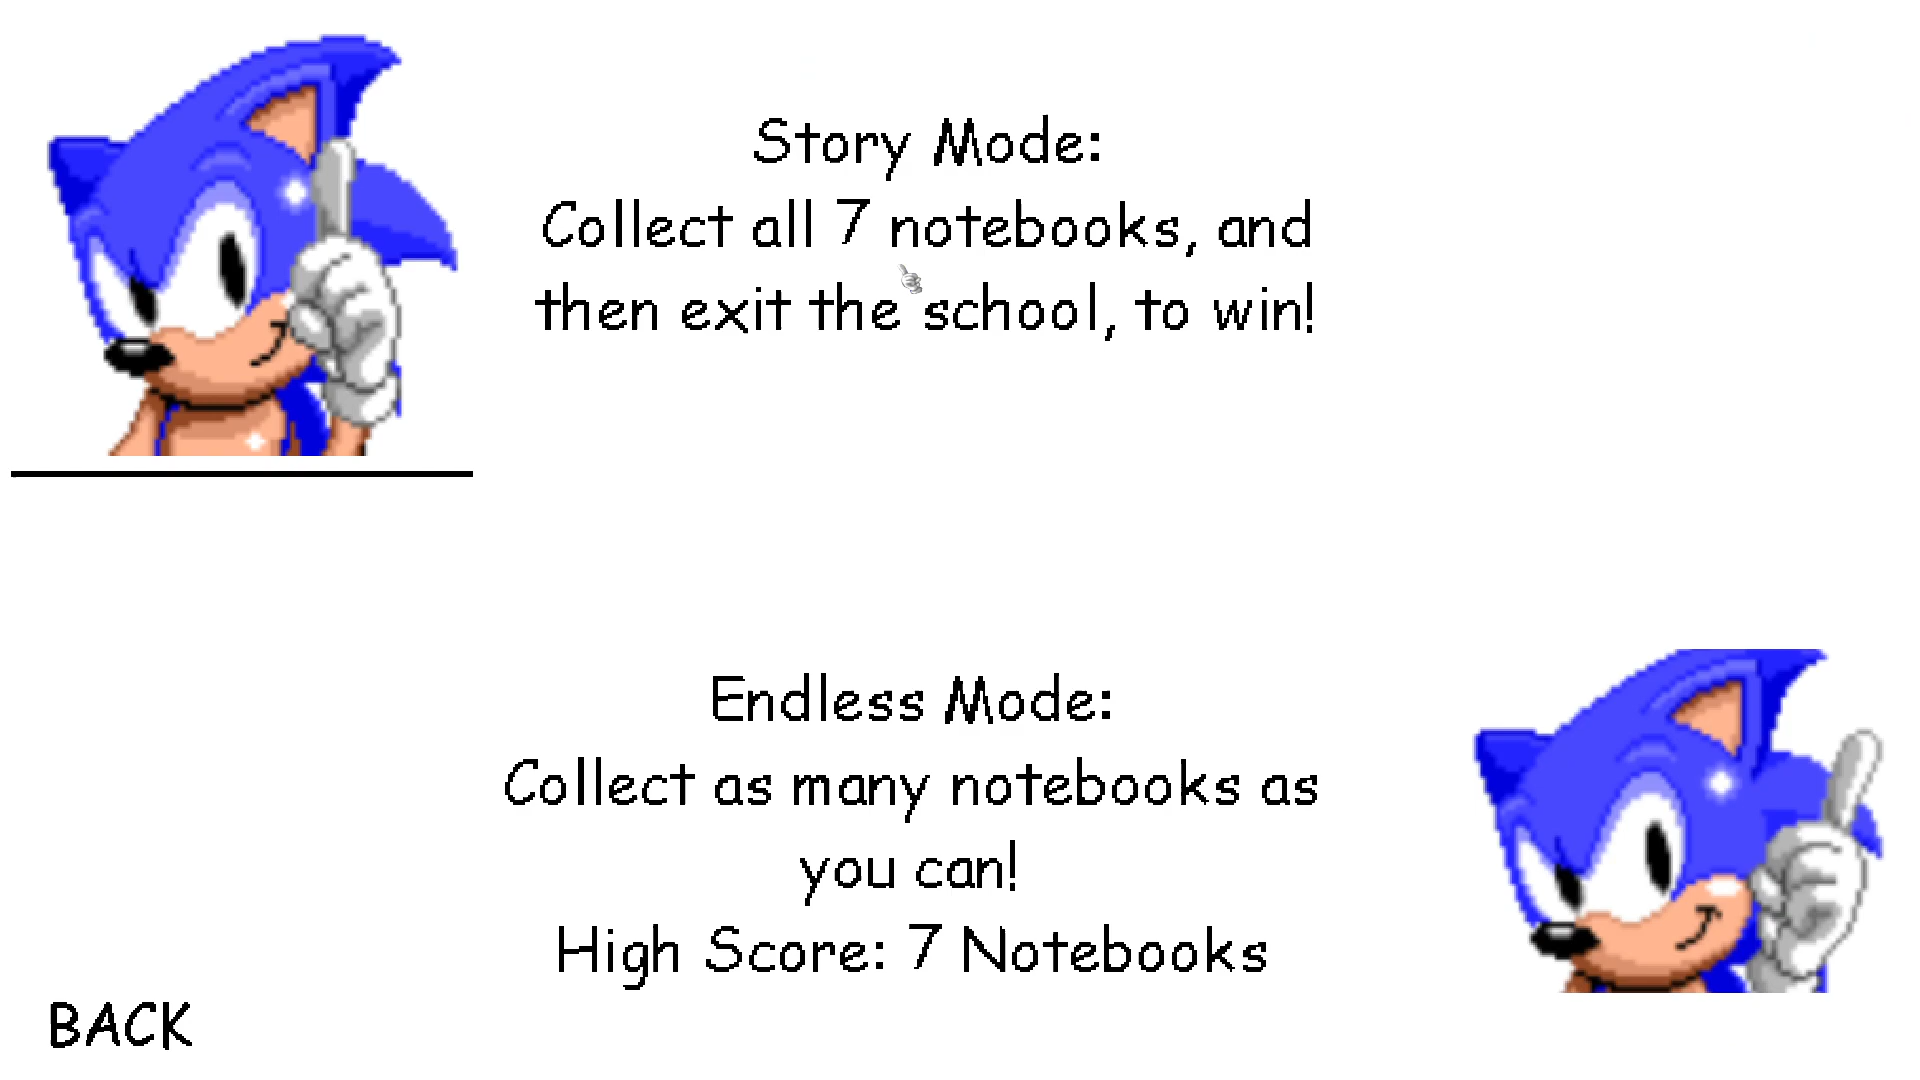 Story Mode:
Collect all 7 notebooks, and
then exit the school, to win!
Endless Mode:
Collect as many notebooks as
you can!
High Score: 7 Notebooks
BACK